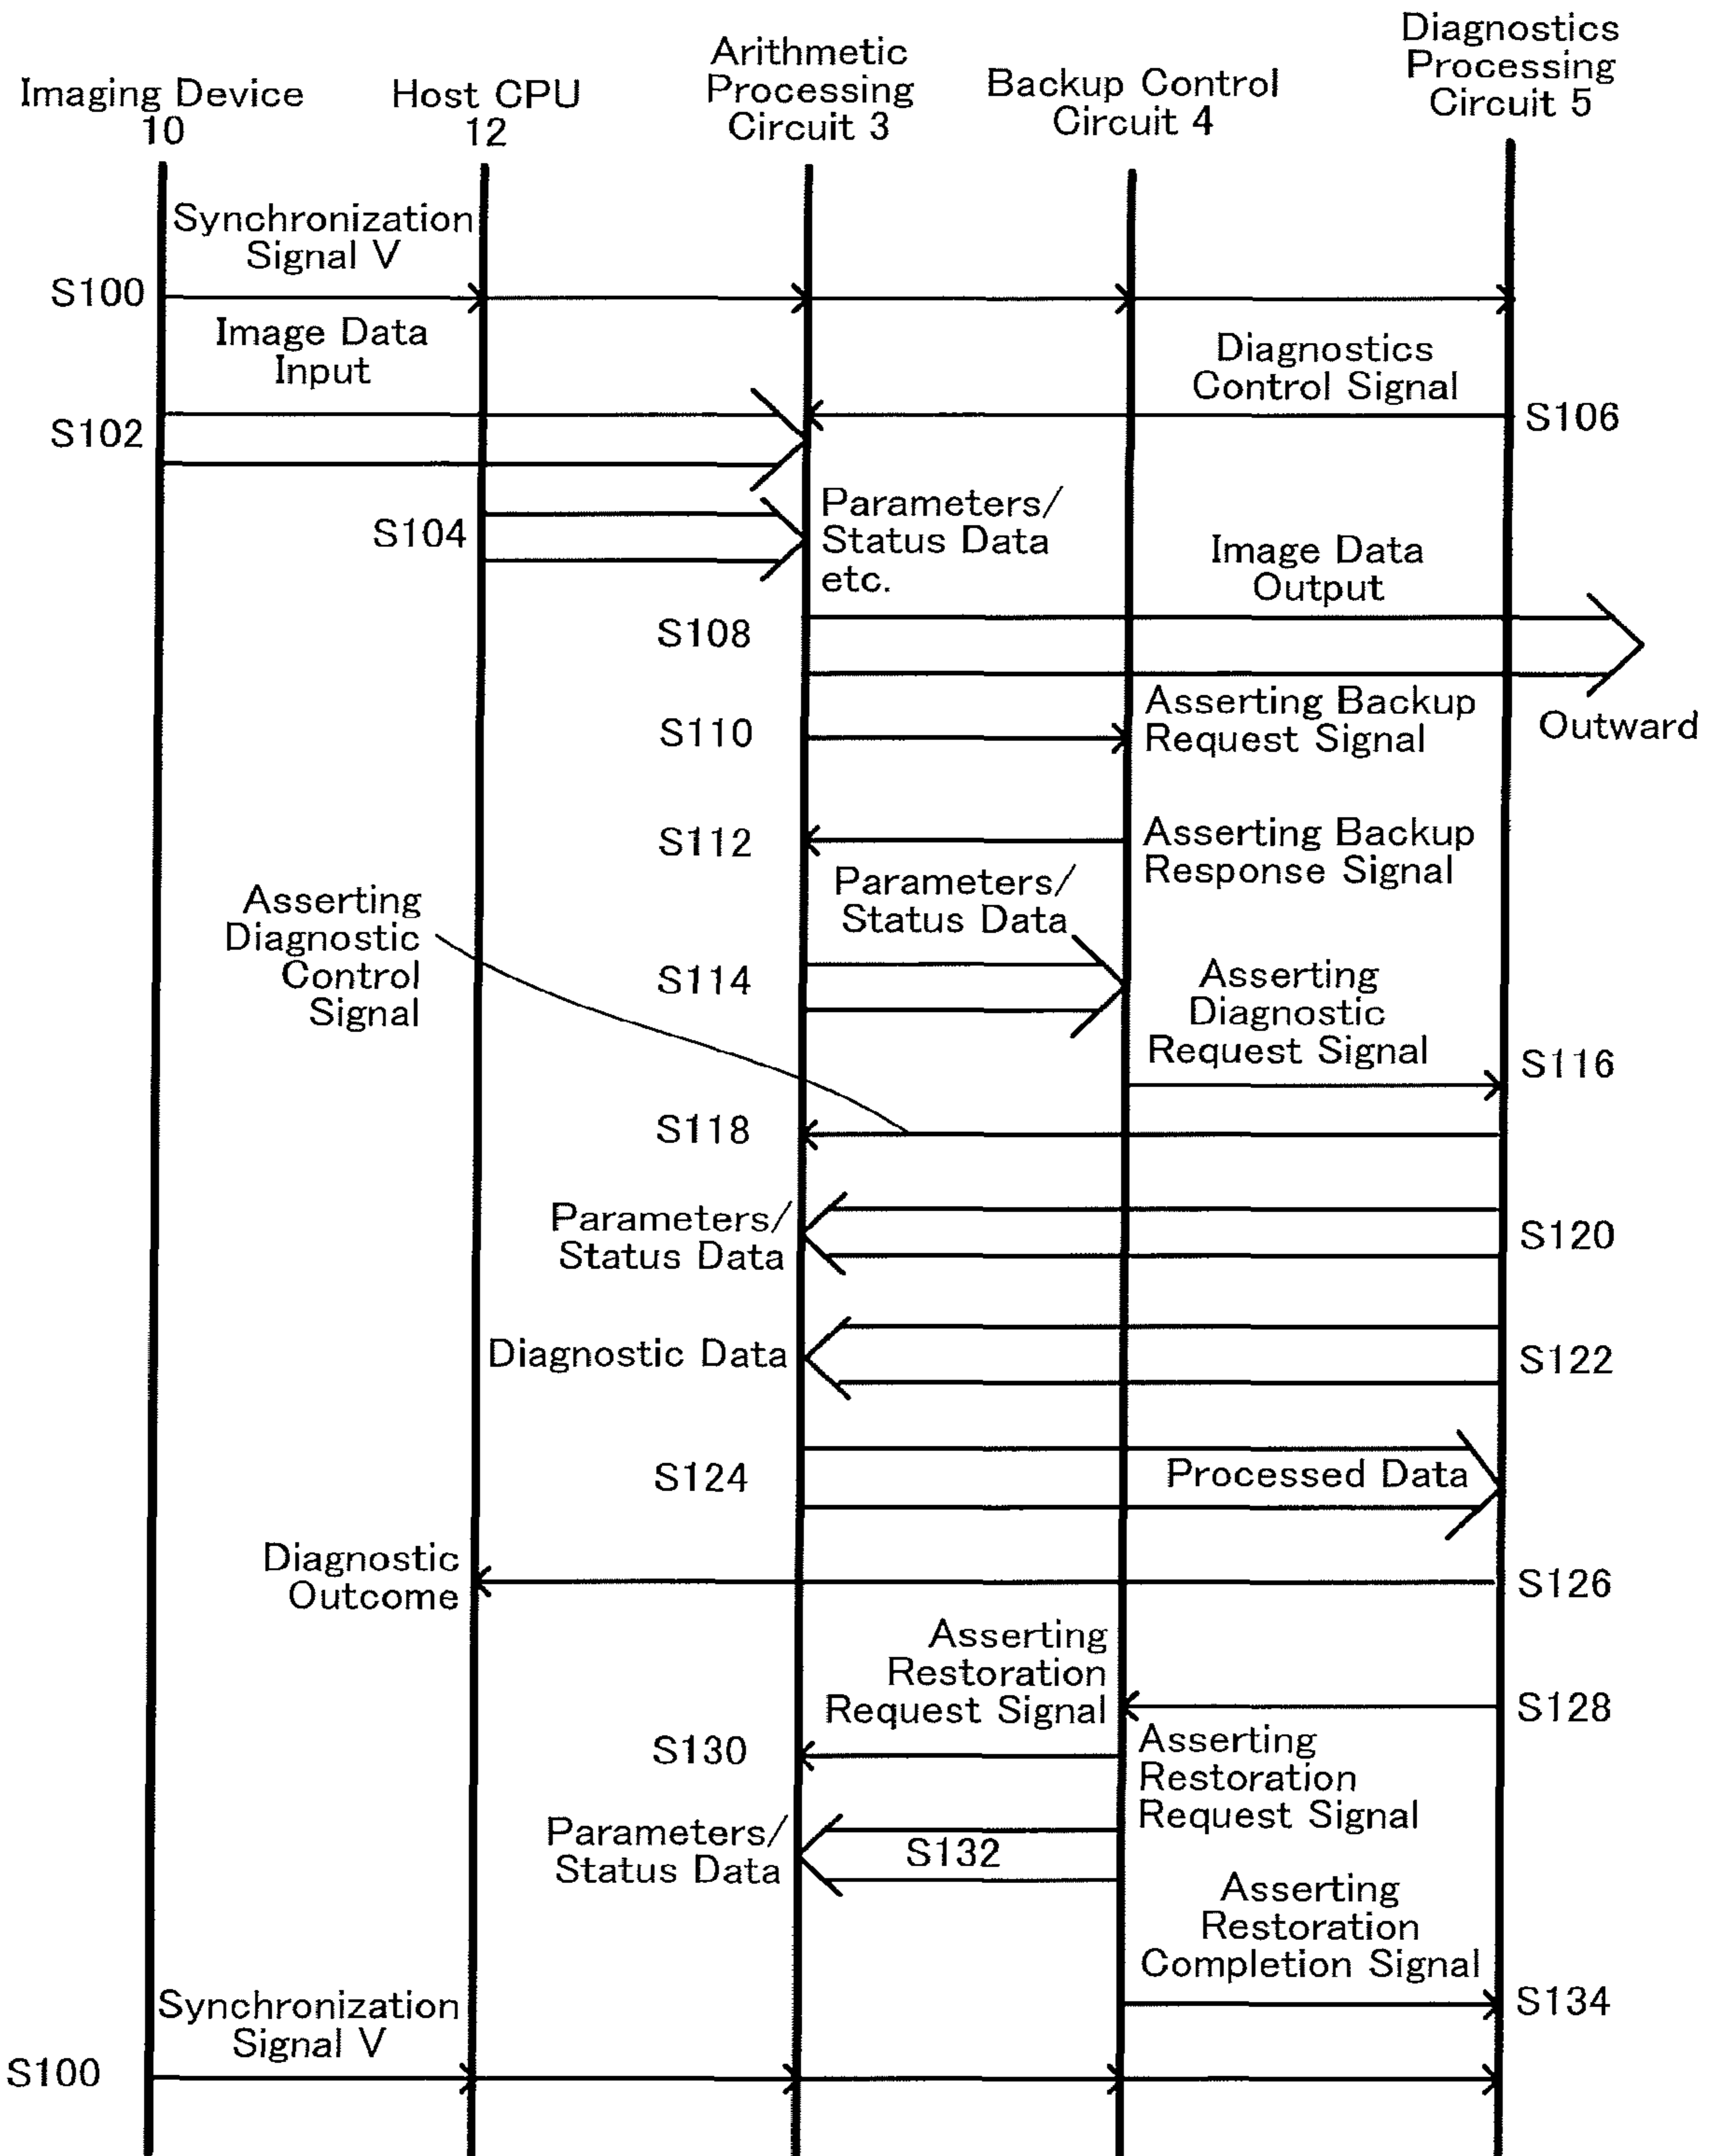 Imaging Device
10
Host CPU
12
Arithmetic
Processing
Circuit 3
Backup Control
Circuit 4
Diagnostics
Processing
Circuit 5
Synchronization
Signal V
S100
Image Data
Input
Diagnostics
Control Signal
S102
S106
S104
Parameters/
Status Data
etc.
Image Data
Output
S108
Outward
S110
Asserting Backup
Request Signal
S112
Asserting Backup
Response Signal
Asserting
Diagnostic
Control
Signal
Parameters/
Status Data
S114
Asserting
Diagnostic
Request Signal
S116
S118
Parameters/
Status Data
S120
Diagnostic Data
S122
S124
Processed Data
Diagnostic
Outcome
S126
Asserting
Restoration
Request Signal
S128
S130
Asserting
Restoration
Request Signal
Parameters/
Status Data
S132
Asserting
Restoration
Completion Signal
S134
Synchronization
Signal V
S100